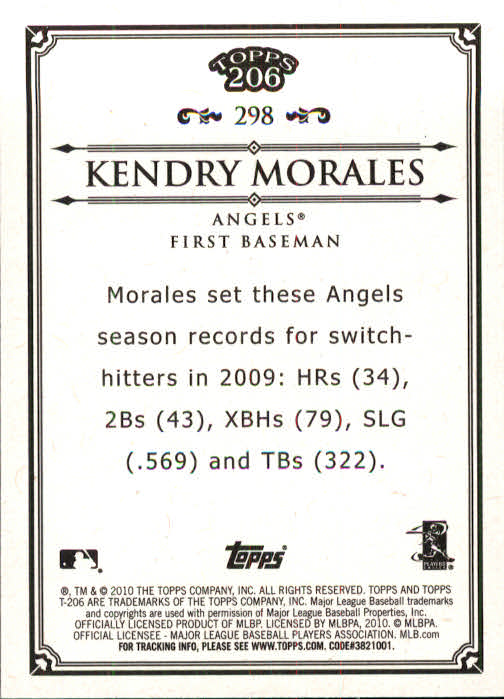 TOPPS
206
298
KENDRY MORALES
ANGELS®
FIRST BASEMAN
Morales set these Angels
season records for switch-
hitters in 2009: HRs (34),
2Bs (43), XBHs (79), SLG
(.569) and TBs (322).
Topps®
PLAYERS
CHOICE
®, TM & © 2010 THE TOPPS COMPANY, INC. ALL RIGHTS RESERVED. TOPPS AND TOPPS
T-206 ARE TRADEMARKS OF THE TOPPS COMPANY, INC. Major League Baseball trademarks
and copyrights are used with permission of Major League Baseball Properties, Inc.
OFFICIALLY LICENSED PRODUCT OF MLBP. LICENSED BY MLBPA, 2010. © MLBPA.
OFFICIAL LICENSEE - MAJOR LEAGUE BASEBALL PLAYERS ASSOCIATION. MLB.com
FOR TRACKING INFO, PLEASE SEE WWW.TOPPS.COM. CODE#3821001.